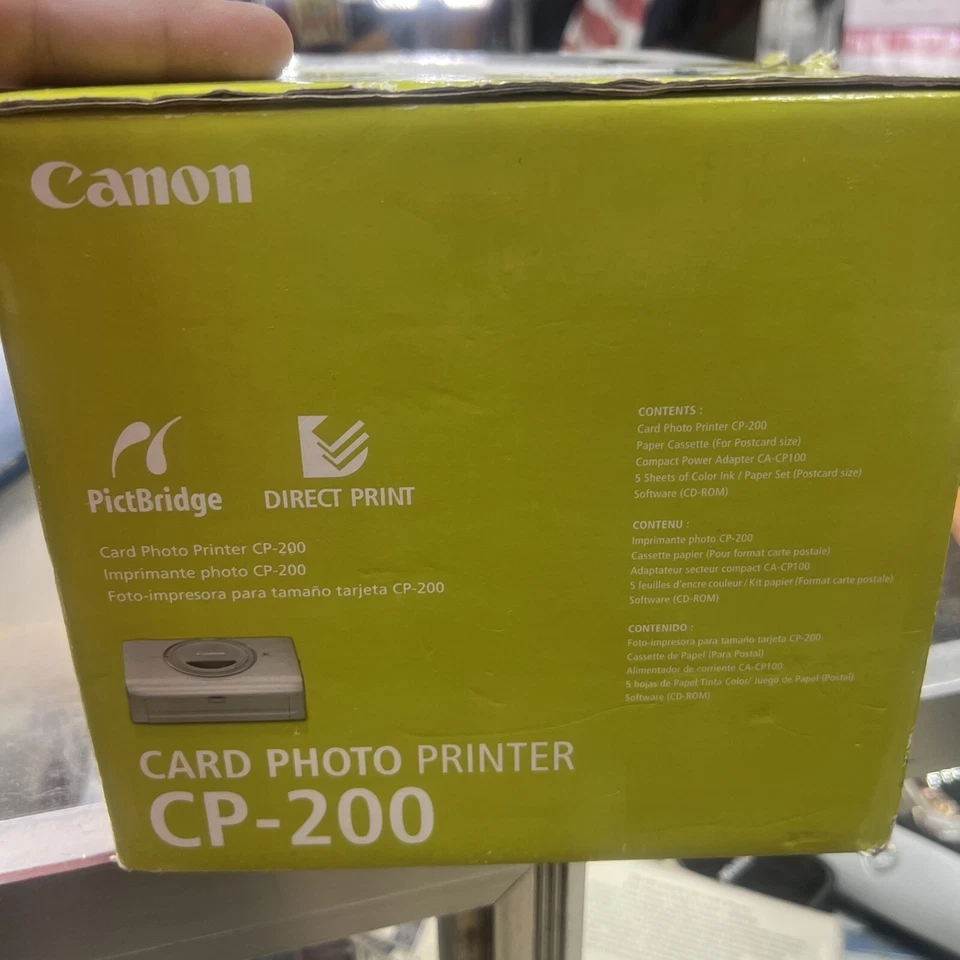 Canon
PictBridge
DIRECT PRINT
Card Photo Printer CP-200
Imprimante photo CP-200
Foto-impresora para tamaño tarjeta CP-200
Canon
CARD PHOTO PRINTER
CP-200
CONTENTS :
Card Photo Printer CP-200
Paper Cassette (For Postcard size)
Compact Power Adapter CA-CP100
5 Sheets of Color Ink / Paper Set (Postcard size)
Software (CD-ROM)
CONTENU :
Imprimante photo CP-200
Cassette papier (Pour format carte postale)
Adaptateur secteur compact CA-CP100
5 feuilles d'encre couleur / Kit papier (Format carte postale)
Software (CD-ROM)
CONTENIDO :
Foto-impresora para tamaño tarjeta CP-200
Cassette de Papel (Para Postal)
Alimentador de corriente CA-CP100
5 hojas de Papel Tinta Color/ Juego de Papel (Postal)
Software (CD-ROM)